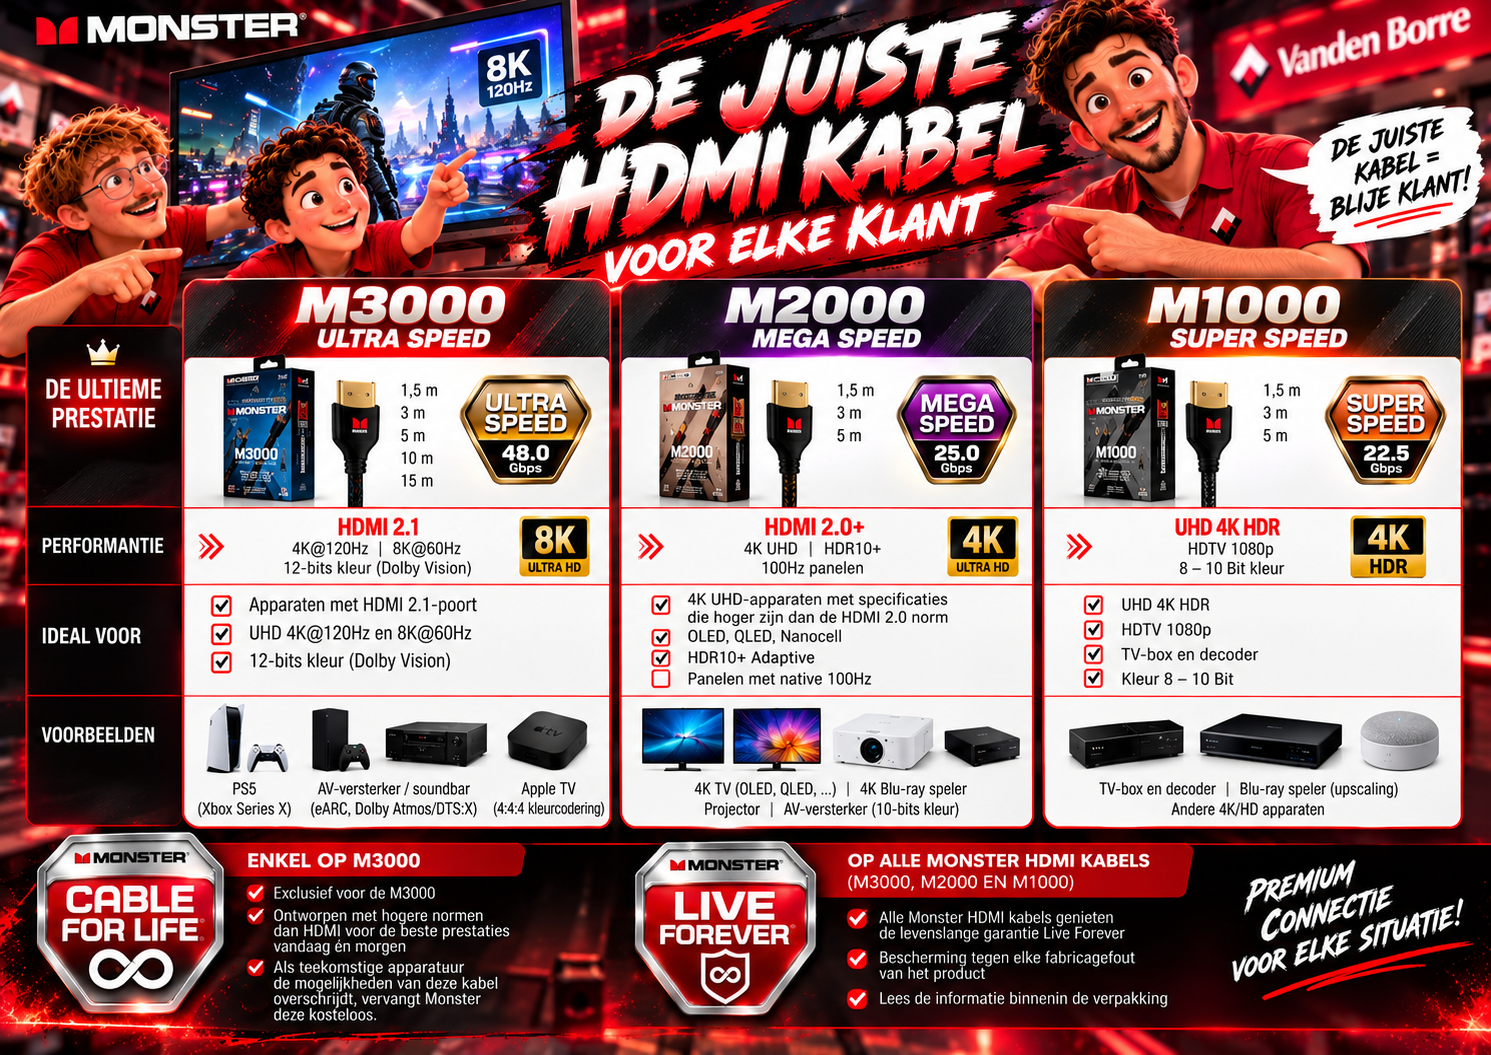 MONSTER®
8K
120Hz
DE JUISTE
HDMI KABEL
VOOR ELKE KLANT
Vanden Borre
DE JUISTE
KABEL =
BLIJE KLANT!
M3000
ULTRA SPEED
M2000
MEGA SPEED
M1000
SUPER SPEED
DE ULTIEME
PRESTATIE
MONSTER
M3000
1,5 m
3 m
5 m
10 m
15 m
ULTRA
SPEED
48.0
Gbps
MONSTER
M2000
1,5 m
3 m
5 m
MEGA
SPEED
25.0
Gbps
MONSTER
M1000
1,5 m
3 m
5 m
SUPER
SPEED
22.5
Gbps
PERFORMANTIE
HDMI 2.1
4K@120Hz | 8K@60Hz
12-bits kleur (Dolby Vision)
8K
ULTRA HD
HDMI 2.0+
4K UHD | HDR10+
100Hz panelen
4K
ULTRA HD
UHD 4K HDR
HDTV 1080p
8 – 10 Bit kleur
4K
HDR
IDEAL VOOR
Apparaten met HDMI 2.1-poort
UHD 4K@120Hz en 8K@60Hz
12-bits kleur (Dolby Vision)
4K UHD-apparaten met specificaties
die hoger zijn dan de HDMI 2.0 norm
OLED, QLED, Nanocell
HDR10+ Adaptive
Panelen met native 100Hz
UHD 4K HDR
HDTV 1080p
TV-box en decoder
Kleur 8 – 10 Bit
VOORBEELDEN
tv
PS5
(Xbox Series X)
AV-versterker / soundbar
(eARC, Dolby Atmos/DTS:X)
Apple TV
(4:4:4 kleurcodering)
4K TV (OLED, QLED, ...) | 4K Blu-ray speler
Projector | AV-versterker (10-bits kleur)
TV-box en decoder | Blu-ray speler (upscaling)
Andere 4K/HD apparaten
MONSTER®
CABLE
FOR LIFE®
ENKEL OP M3000
Exclusief voor de M3000
Ontworpen met hogere normen
dan HDMI voor de beste prestaties
vandaag én morgen
Als teekomstige apparatuur
de mogelijkheden van deze kabel
overschrijdt, vervangt Monster
deze kosteloos.
MONSTER®
LIVE
FOREVER®
OP ALLE MONSTER HDMI KABELS
(M3000, M2000 EN M1000)
Alle Monster HDMI kabels genieten
de levenslange garantie Live Forever
Bescherming tegen elke fabricagefout
van het product
Lees de informatie binnenin de verpakking
PREMIUM
CONNECTIE
VOOR ELKE SITUATIE!